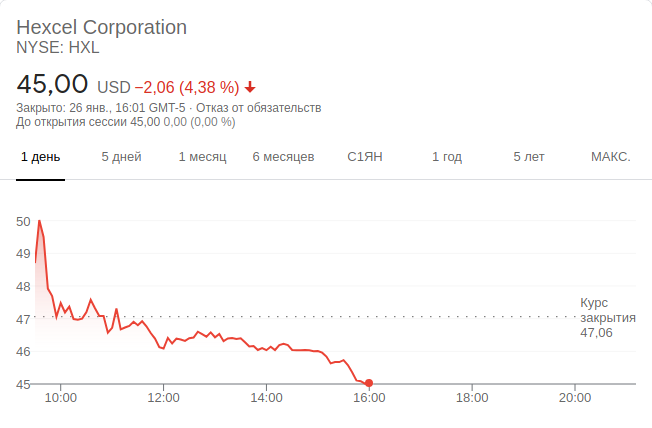 Hexcel Corporation
NYSE: HXL
45,00 USD −2,06 (4,38 %)
Закрыто: 26 янв., 16:01 GMT-5 · Отказ от обязательств
До открытия сессии 45,00 0,00 (0,00 %)
1 день 5 дней 1 месяц 6 месяцев С1ЯН 1 год 5 лет МАКС.
50
49
48
47
46
45
Курс
закрытия
47,06
10:00 12:00 14:00 16:00 18:00 20:00